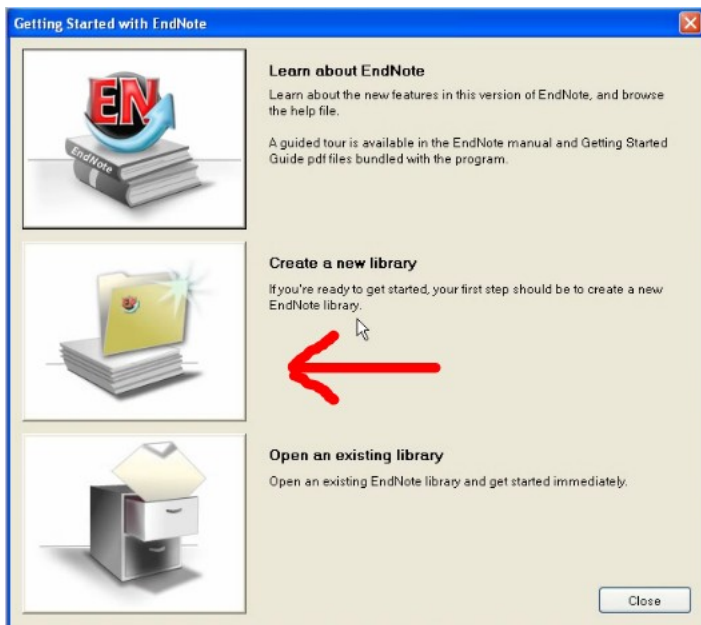 Getting Started with EndNote
EN
EndNote
Learn about EndNote
Learn about the new features in this version of EndNote, and browse
the help file.
A guided tour is available in the EndNote manual and Getting Started
Guide pdf files bundled with the program.
EN
Create a new library
If you're ready to get started, your first step should be to create a new
EndNote library.
Open an existing library
Open an existing EndNote library and get started immediately.
Close